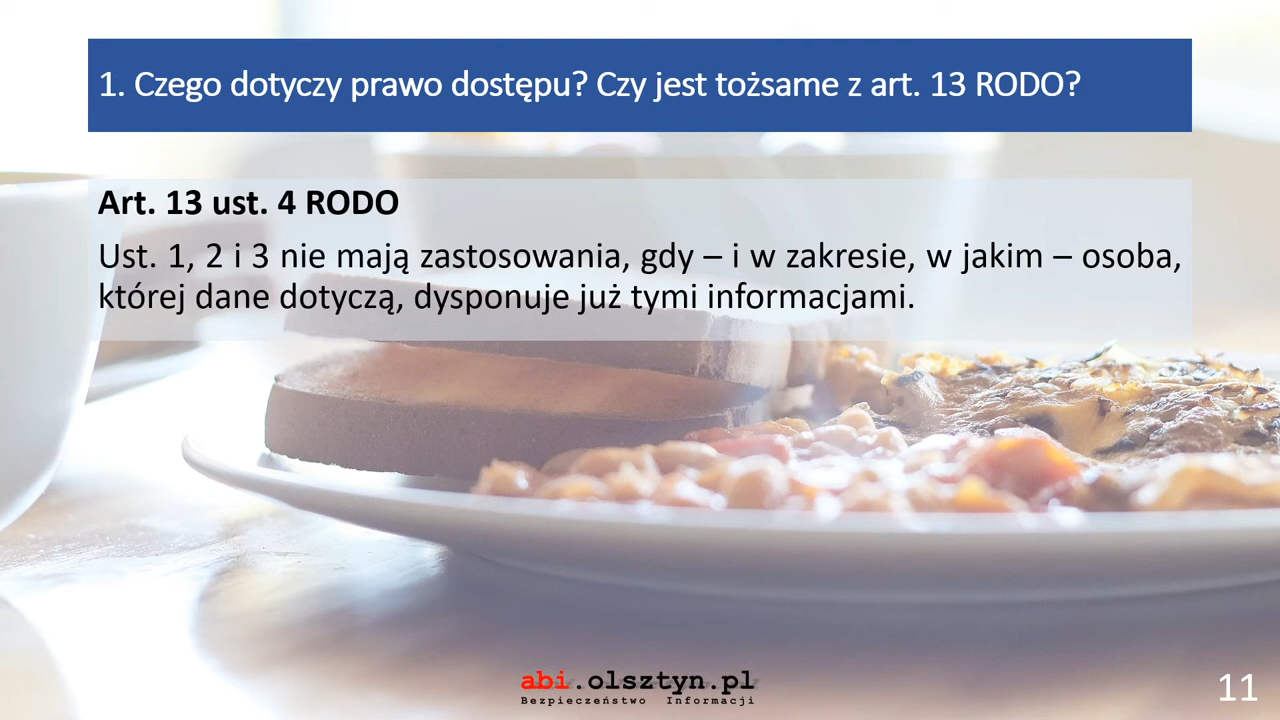 1. Czego dotyczy prawo dostępu? Czy jest tożsame z art. 13 RODO?
Art. 13 ust. 4 RODO
Ust. 1, 2 i 3 nie mają zastosowania, gdy – i w zakresie, w jakim – osoba,
której dane dotyczą, dysponuje już tymi informacjami.
abi.olsztyn.pl
Bezpieczeństwo Informacji
11